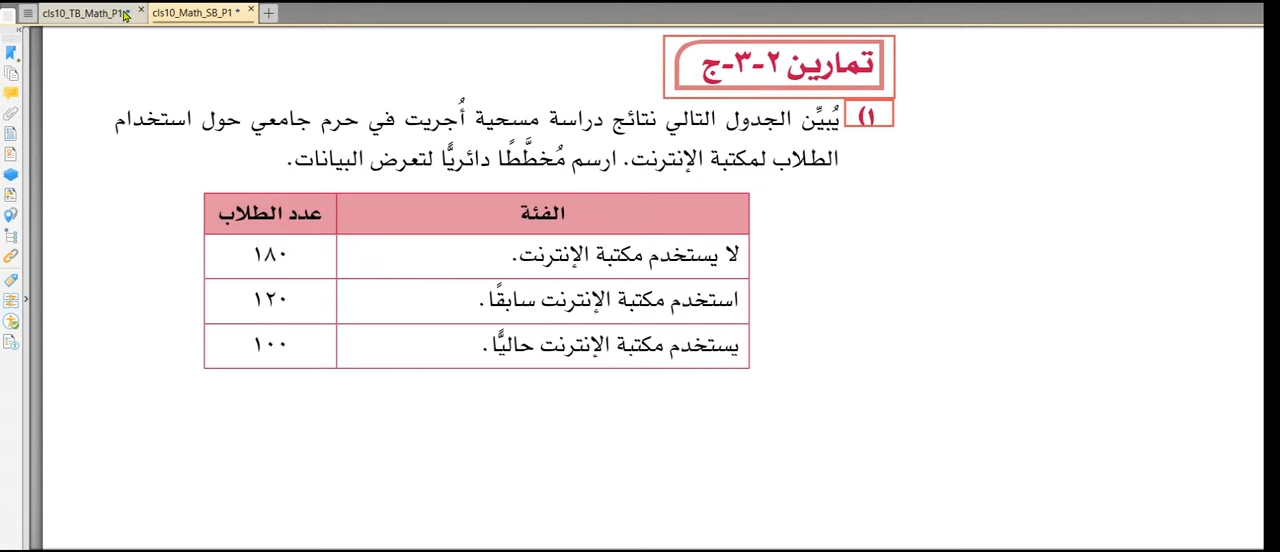 cls10_TB_Math_P1 * cls10_Math_SB_P1 *
تمارين ٢-٣-ج
١) يُبيِّن الجدول التالي نتائج دراسة مسحية أُجريت في حرم جامعي حول استخدام
الطلاب لمكتبة الإنترنت. ارسم مُخطَّطًا دائريًّا لتعرض البيانات.
الفئة عدد الطلاب
لا يستخدم مكتبة الإنترنت. ١٨٠
استخدم مكتبة الإنترنت سابقًا. ١٢٠
يستخدم مكتبة الإنترنت حاليًّا. ١٠٠